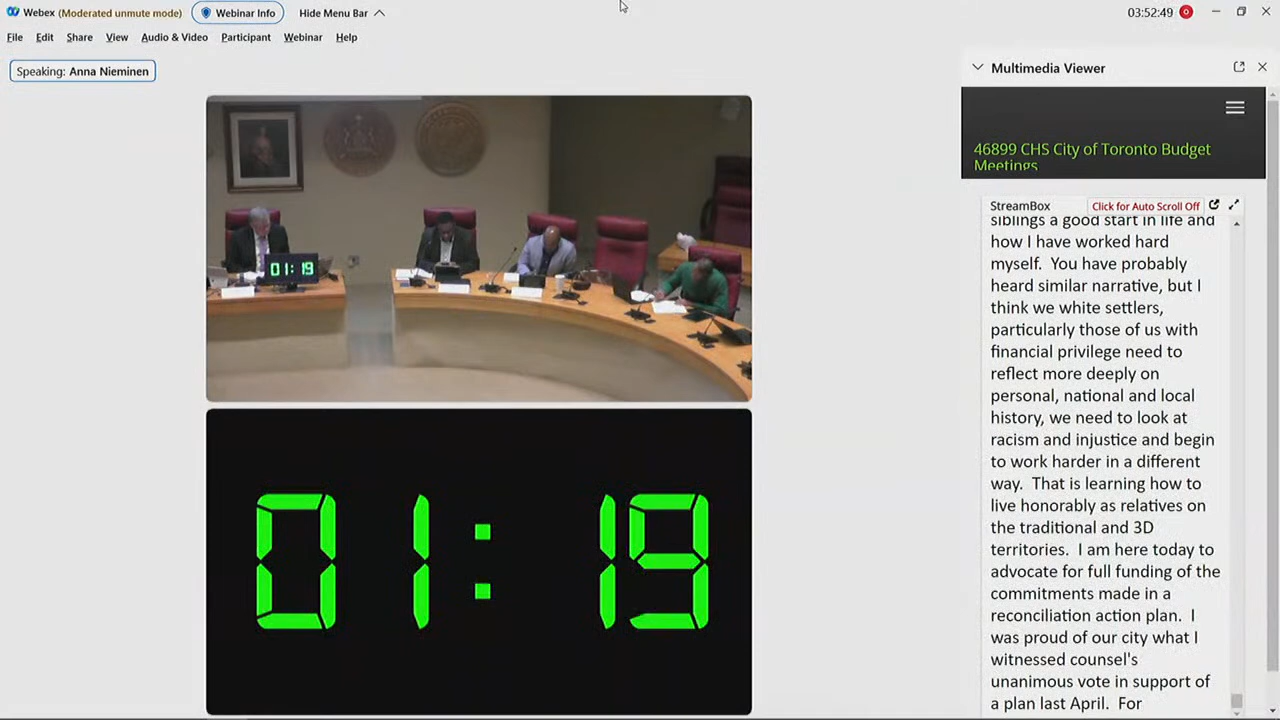 Webex (Moderated unmute mode) Webinar Info Hide Menu Bar 03:52:49
File Edit Share View Audio & Video Participant Webinar Help
Speaking: Anna Nieminen
01:19
01:19
Multimedia Viewer
46899 CHS City of Toronto Budget
Meetings
StreamBox Click for Auto Scroll Off
siblings a good start in life and
how I have worked hard
myself. You have probably
heard similar narrative, but I
think we white settlers,
particularly those of us with
financial privilege need to
reflect more deeply on
personal, national and local
history, we need to look at
racism and injustice and begin
to work harder in a different
way. That is learning how to
live honorably as relatives on
the traditional and 3D
territories. I am here today to
advocate for full funding of the
commitments made in a
reconciliation action plan. I
was proud of our city what I
witnessed counsel's
unanimous vote in support of
a plan last April. For